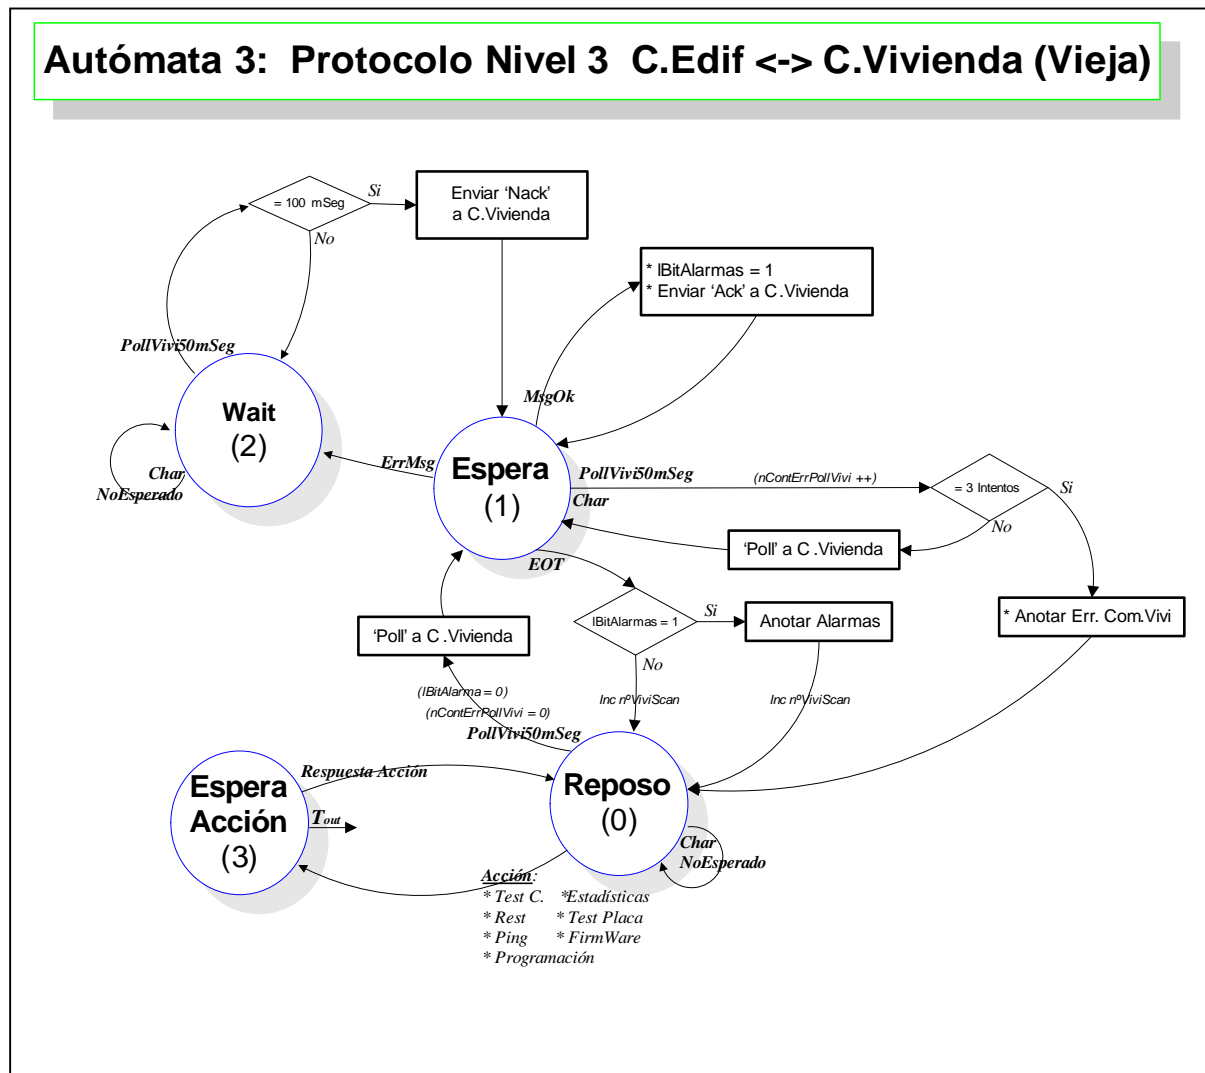 Autómata 3: Protocolo Nivel 3 C.Edif <-> C.Vivienda (Vieja)
= 100 mSeg
Si
No
Enviar ‘Nack’
a C.Vivienda
* lBitAlarmas = 1
* Enviar ‘Ack’ a C.Vivienda
PollVivi50mSeg
Wait
(2)
Char
NoEsperado
MsgOk
ErrMsg
Espera
(1)
PollVivi50mSeg
Char
(nContErrPollVivi ++)
= 3 Intentos
Si
No
‘Poll’ a C.Vivienda
EOT
‘Poll’ a C.Vivienda
lBitAlarmas = 1
Si
No
Anotar Alarmas
* Anotar Err. Com.Vivi
(lBitAlarma = 0)
(nContErrPollVivi = 0)
PollVivi50mSeg
Inc nºViviScan
Inc nºViviScan
Espera
Acción
(3)
Respuesta Acción
Tout
Reposo
(0)
Char
NoEsperado
Acción:
* Test C. *Estadísticas
* Rest * Test Placa
* Ping * FirmWare
* Programación